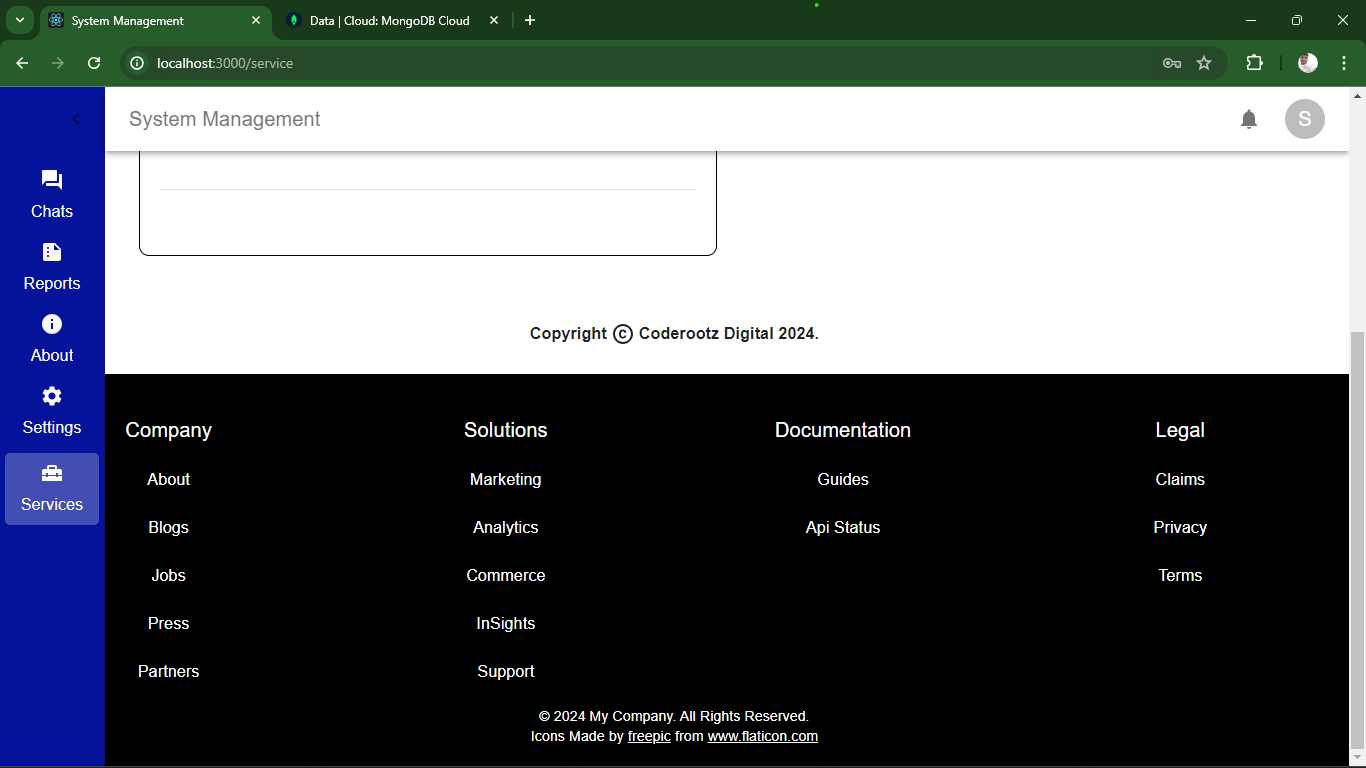 System Management
Data | Cloud: MongoDB Cloud
localhost:3000/service
System Management
S
Chats
Reports
About
Settings
Services
Copyright © Coderootz Digital 2024.
Company
About
Blogs
Jobs
Press
Partners
Solutions
Marketing
Analytics
Commerce
InSights
Support
Documentation
Guides
Api Status
Legal
Claims
Privacy
Terms
© 2024 My Company. All Rights Reserved.
Icons Made by freepic from www.flaticon.com